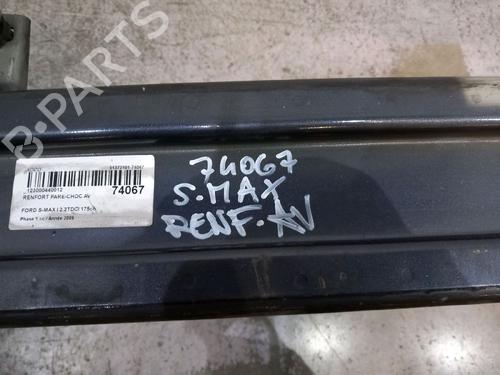 B-PARTS
123000440012
RENFORT PARE-CHOC AV
74067
FORD S-MAX I 2.2TDCI 175ch
74067
S.MAX
RENF.AV